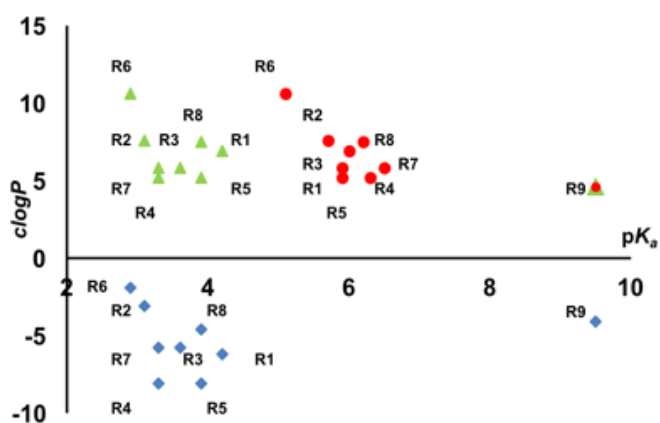 15
R6 R6
10
R8 R2
R2 R3 R1 R8
R3 R7
clogP
5
R7 R5 R1 R4 R9
R4 R5
pKa
0
2 4 6 8 10
R6
R2 R8 R9
-5
R7 R3 R1
R4 R5
-10